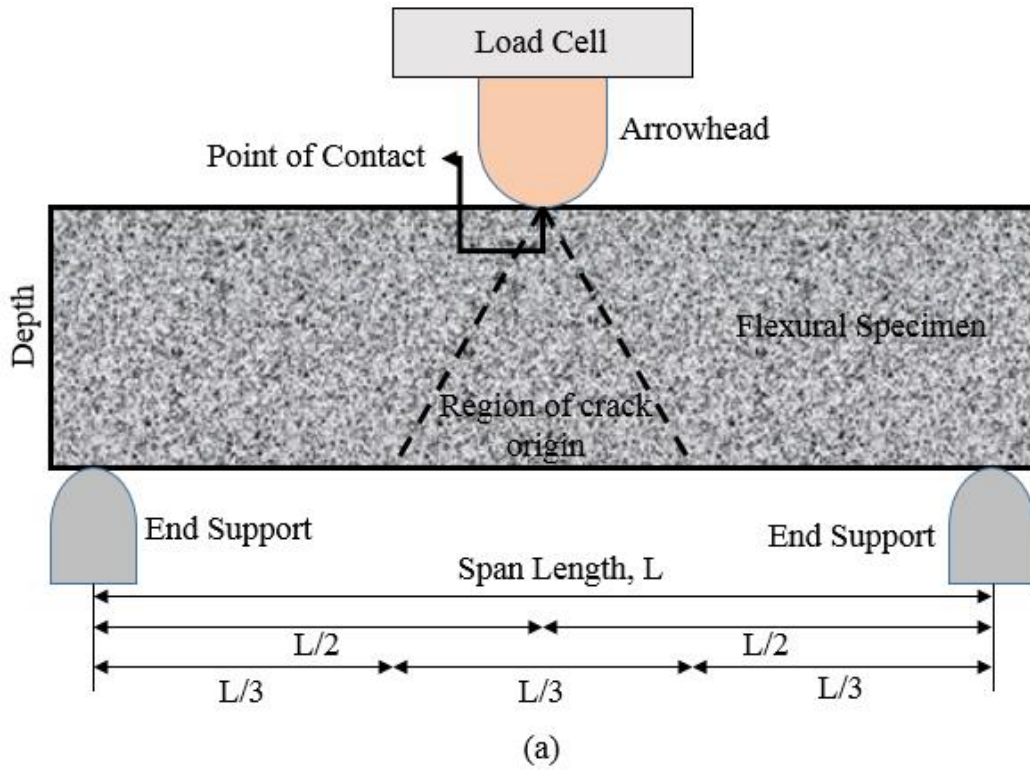 Load Cell
Arrowhead
Point of Contact
Depth
Flexural Specimen
Region of crack
origin
End Support
End Support
Span Length, L
L/2
L/2
L/3
L/3
L/3
(a)